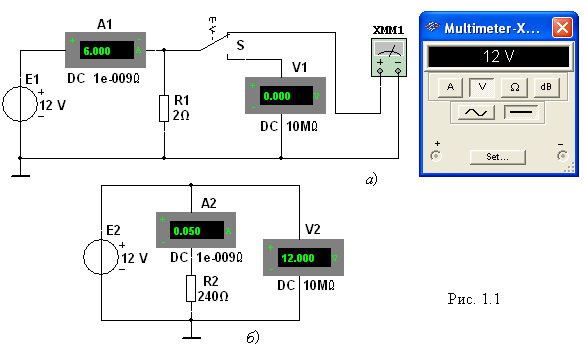 A1
6.000
DC 1e-009Ω
E1
12 V
R1
2Ω
S
V1
0.000
DC 10MΩ
XMM1
+ −
а)
Multimeter-X...
12 V
A V Ω dB
+ −
Set...
A2
0.050
DC 1e-009Ω
E2
12 V
R2
240Ω
V2
12.000
DC 10MΩ
б)
Рис. 1.1